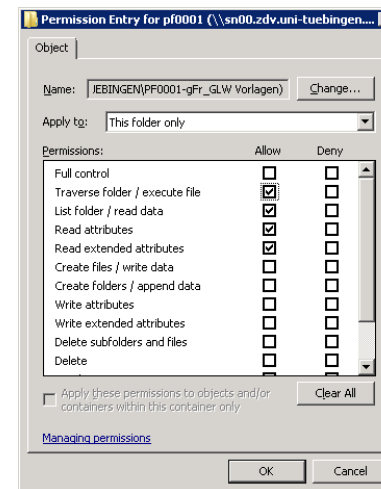 Permission Entry for pf0001 (\\sn00.zdv.uni-tuebingen....
Object
Name: JEBINGEN\PF0001-gFr_GLW Vorlagen) Change...
Apply to: This folder only
Permissions: Allow Deny
Full control
Traverse folder / execute file
List folder / read data
Read attributes
Read extended attributes
Create files / write data
Create folders / append data
Write attributes
Write extended attributes
Delete subfolders and files
Delete
Apply these permissions to objects and/or
containers within this container only
Clear All
Managing permissions
OK Cancel